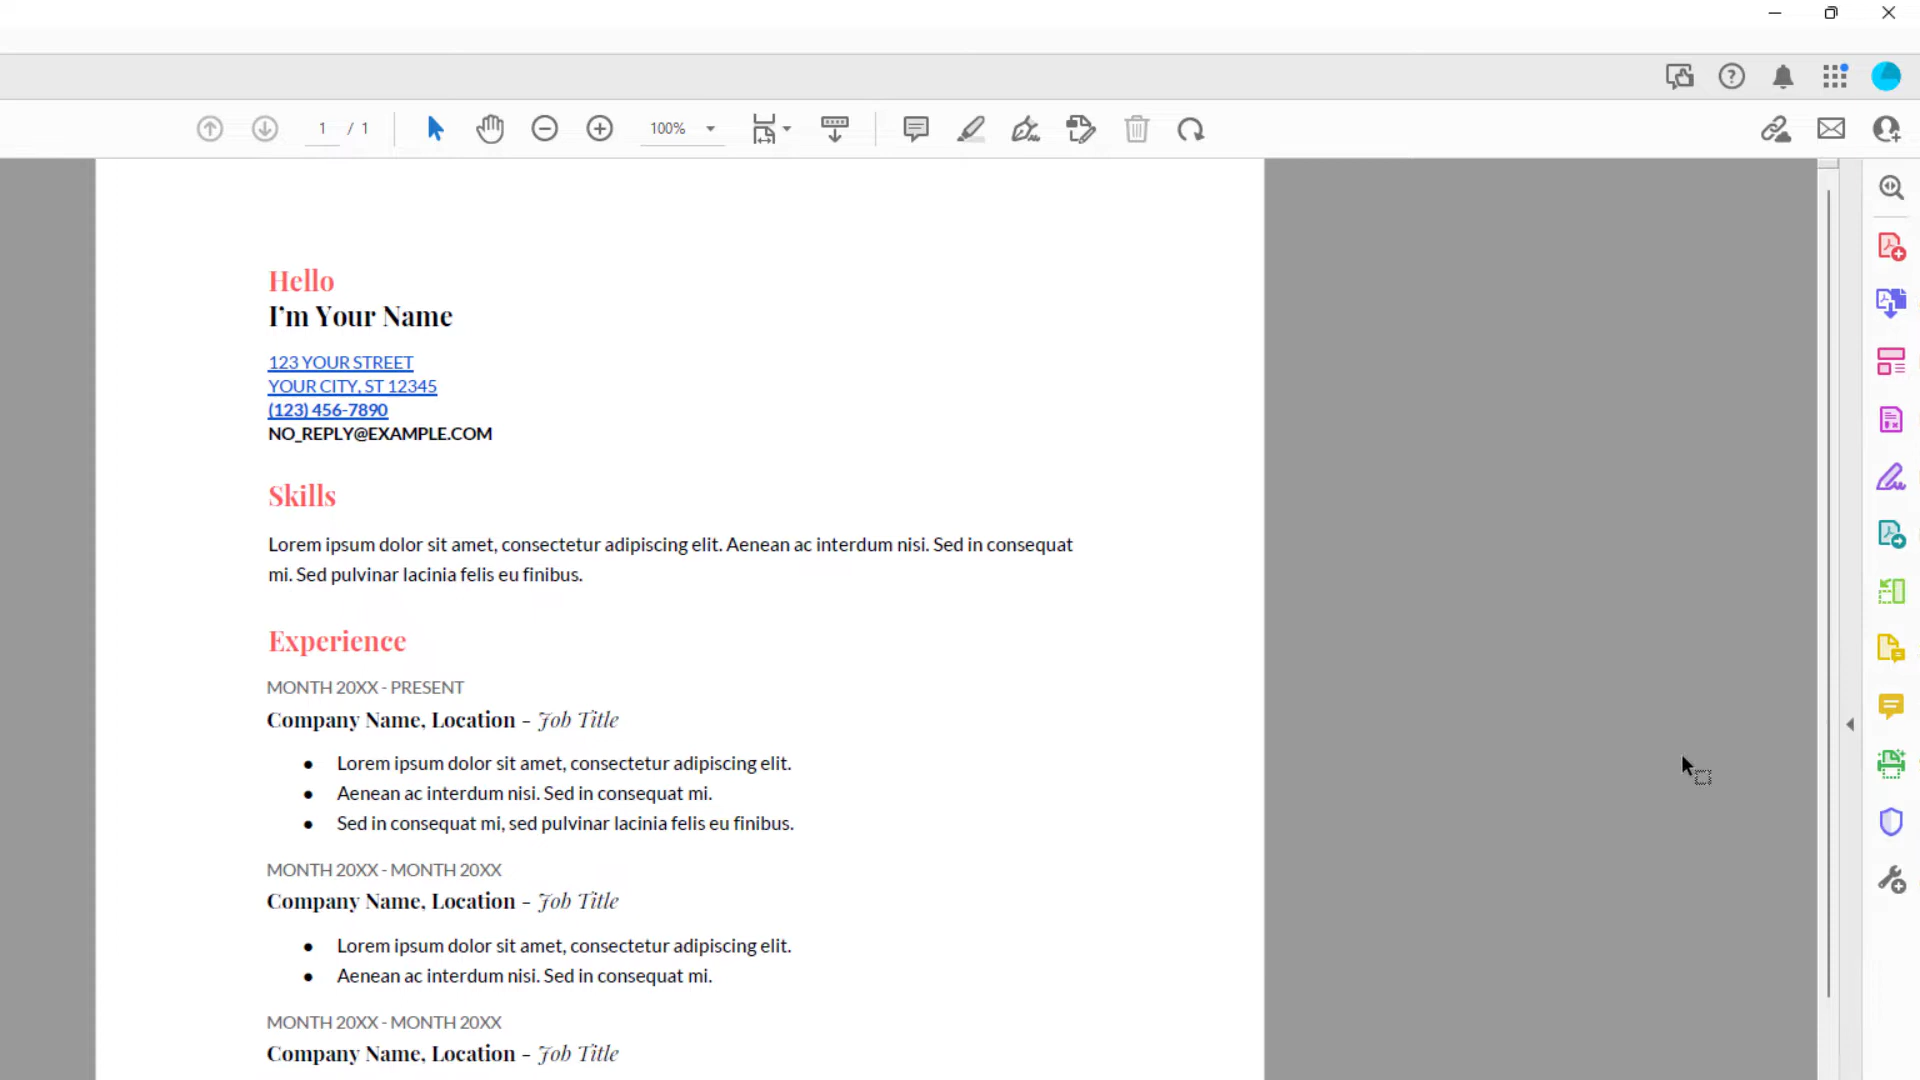 1 / 1
100%
Hello
I'm Your Name
123 YOUR STREET
YOUR CITY, ST 12345
(123) 456-7890
NO_REPLY@EXAMPLE.COM
Skills
Lorem ipsum dolor sit amet, consectetur adipiscing elit. Aenean ac interdum nisi. Sed in consequat
mi. Sed pulvinar lacinia felis eu finibus.
Experience
MONTH 20XX - PRESENT
Company Name, Location - Job Title
● Lorem ipsum dolor sit amet, consectetur adipiscing elit.
● Aenean ac interdum nisi. Sed in consequat mi.
● Sed in consequat mi, sed pulvinar lacinia felis eu finibus.
MONTH 20XX - MONTH 20XX
Company Name, Location - Job Title
● Lorem ipsum dolor sit amet, consectetur adipiscing elit.
● Aenean ac interdum nisi. Sed in consequat mi.
MONTH 20XX - MONTH 20XX
Company Name, Location - Job Title